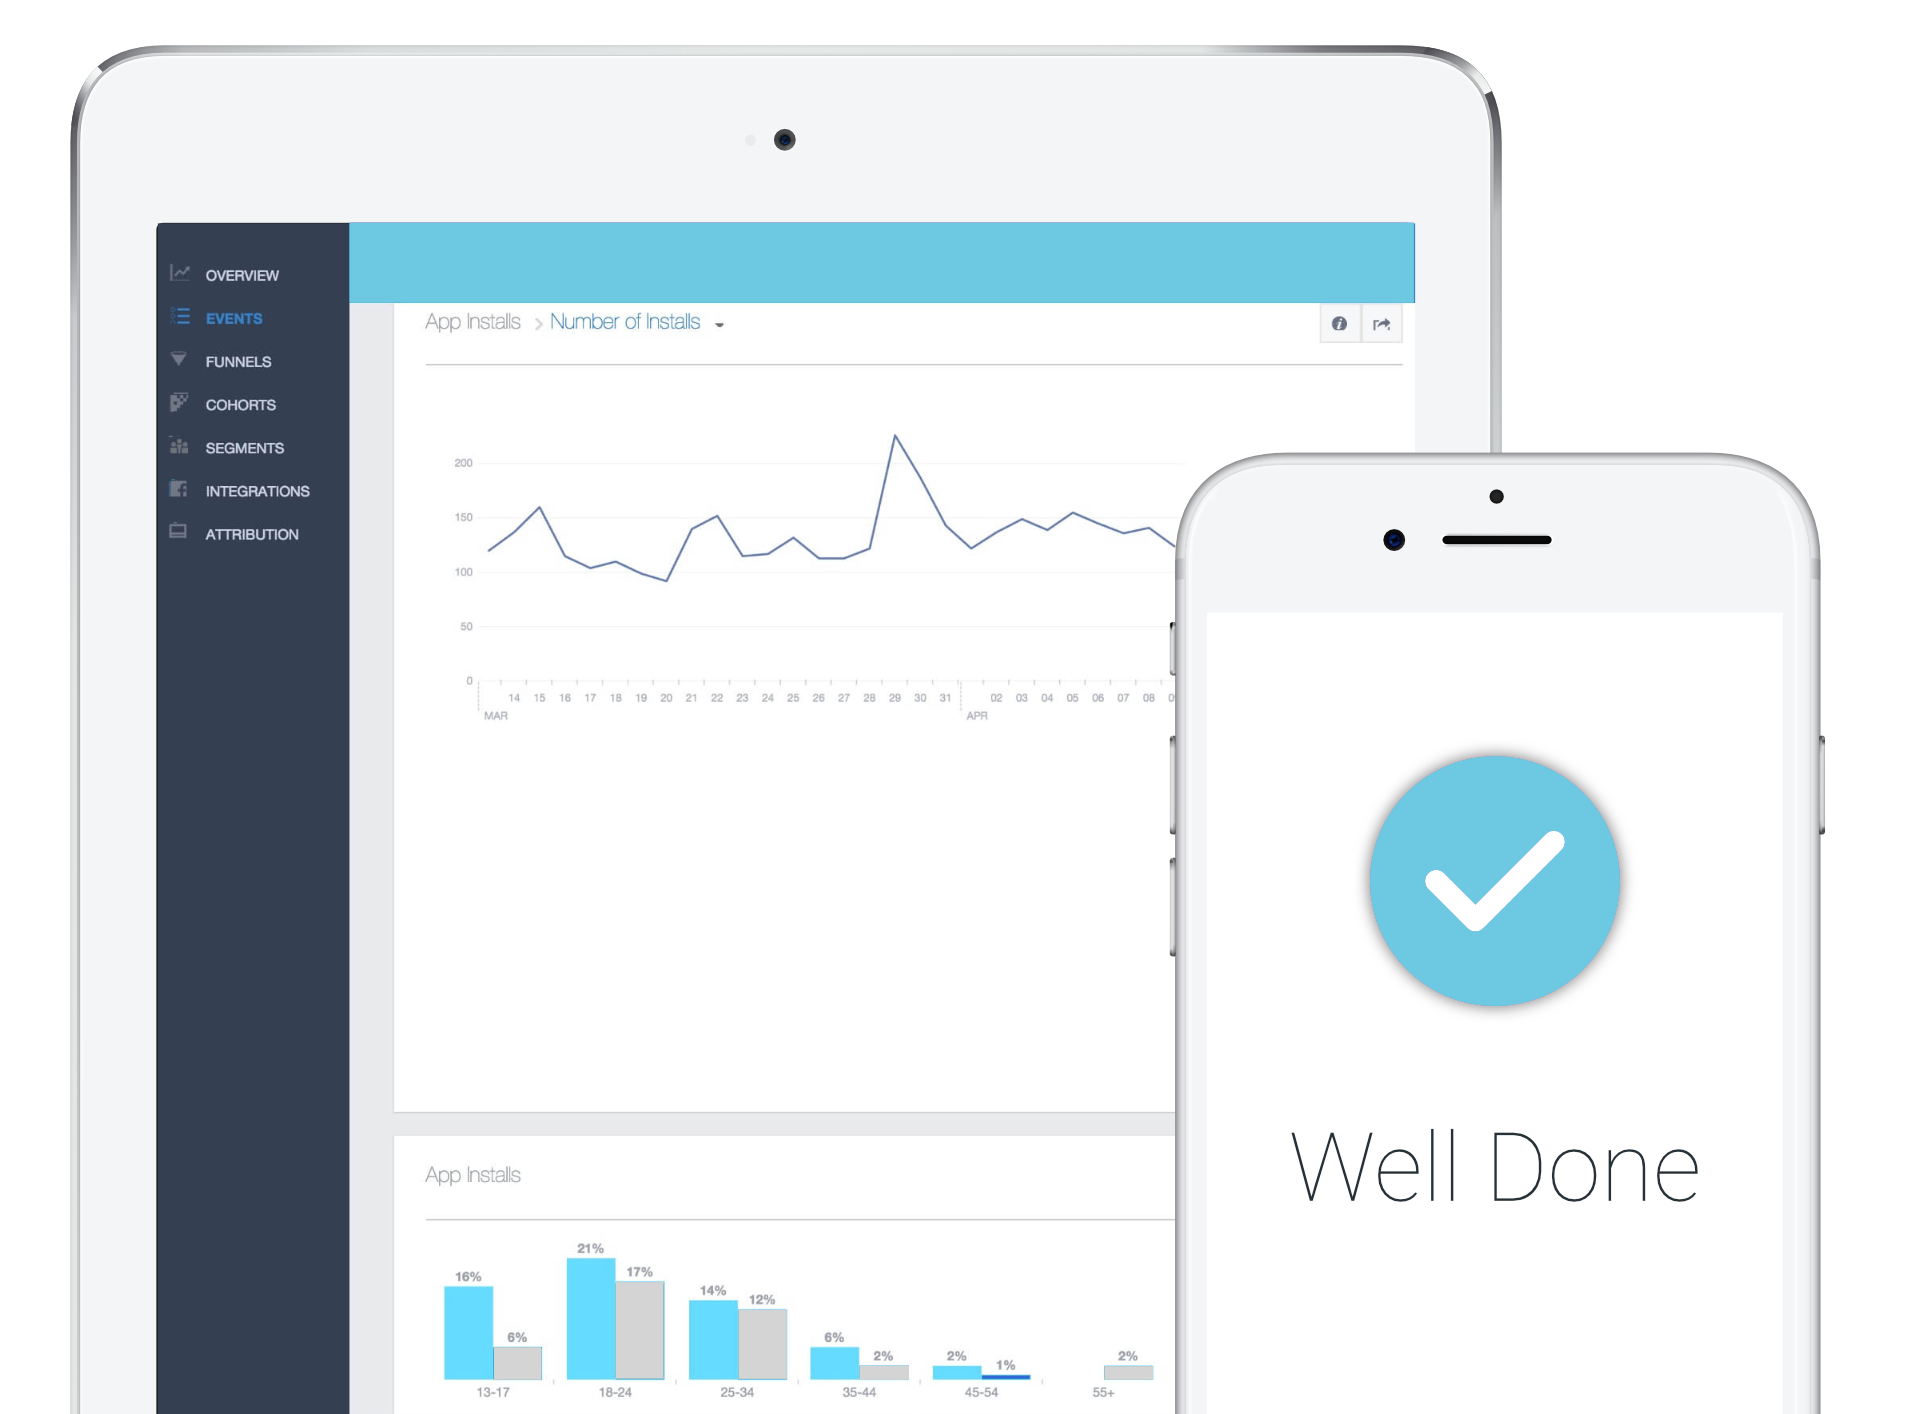 OVERVIEW
EVENTS
FUNNELS
COHORTS
SEGMENTS
INTEGRATIONS
ATTRIBUTION
App Installs > Number of Installs
200
150
100
50
0
14 15 16 17 18 19 20 21 22 23 24 25 26 27 28 29 30 31 02 03 04 05 06 07 08
MAR APR
App Installs
16% 6% 21% 17% 14% 12% 6% 2% 2% 1% 2%
13-17 18-24 25-34 35-44 45-54 55+
Well Done